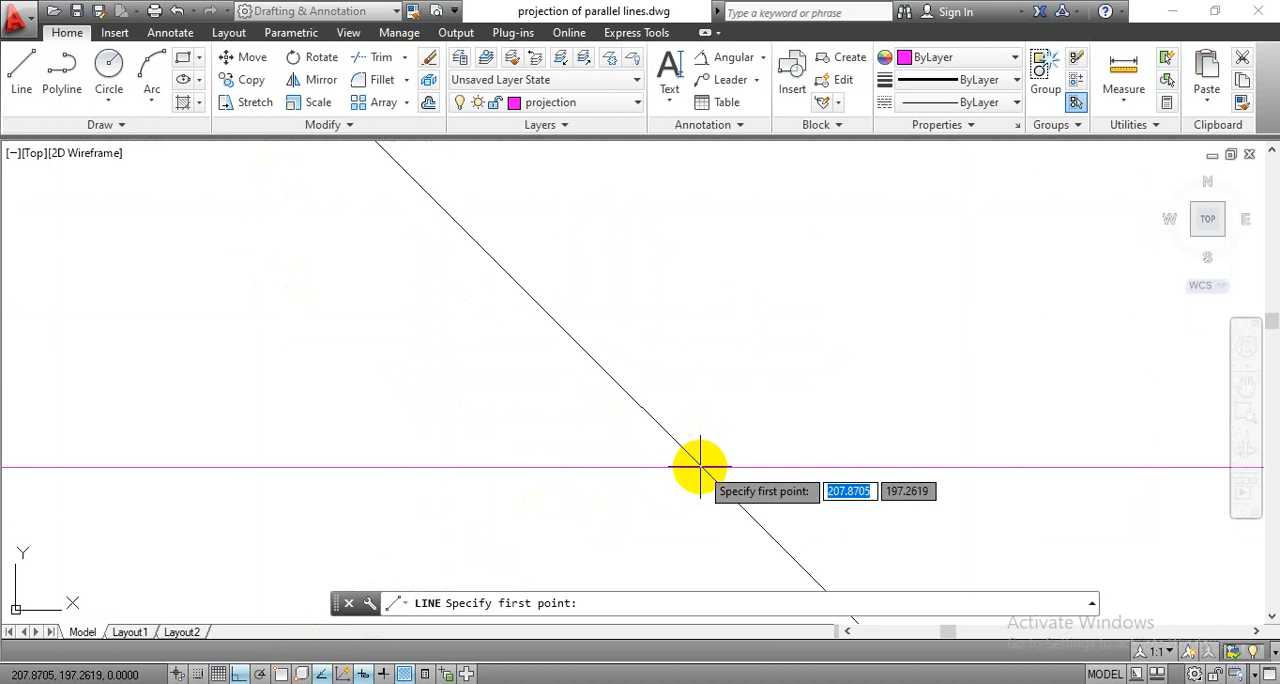 Drafting & Annotation
projection of parallel lines.dwg
Type a keyword or phrase
Sign In
Home Insert Annotate Layout Parametric View Manage Output Plug-ins Online Express Tools
Line Polyline Circle Arc
Move Rotate Trim
Copy Mirror Fillet
Stretch Scale Array
Unsaved Layer State
projection
Text
Angular
Leader
Table
Insert
Create
Edit
ByLayer
ByLayer
ByLayer
Group
Measure
Paste
Draw Modify Layers Annotation Block Properties Groups Utilities Clipboard
[−][Top][2D Wireframe]
N
W TOP E
S
WCS
Specify first point: 207.8705 197.2619
Y
X
LINE Specify first point:
Activate Windows
Model Layout1 Layout2
1:1
207.8705, 197.2619, 0.0000
MODEL